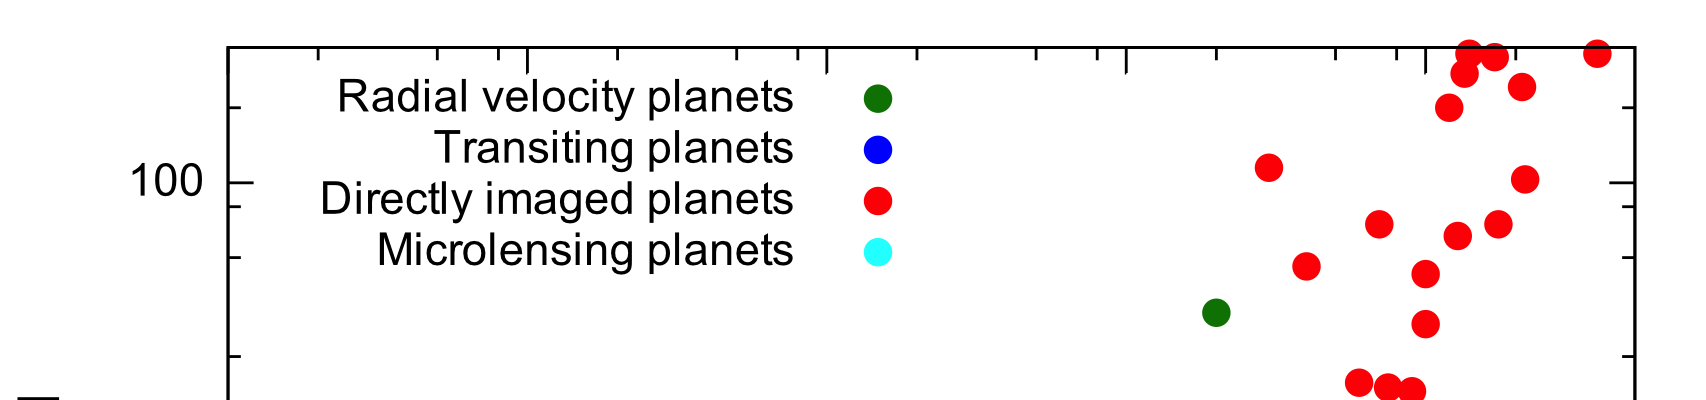 Radial velocity planets
Transiting planets
100
Directly imaged planets
Microlensing planets